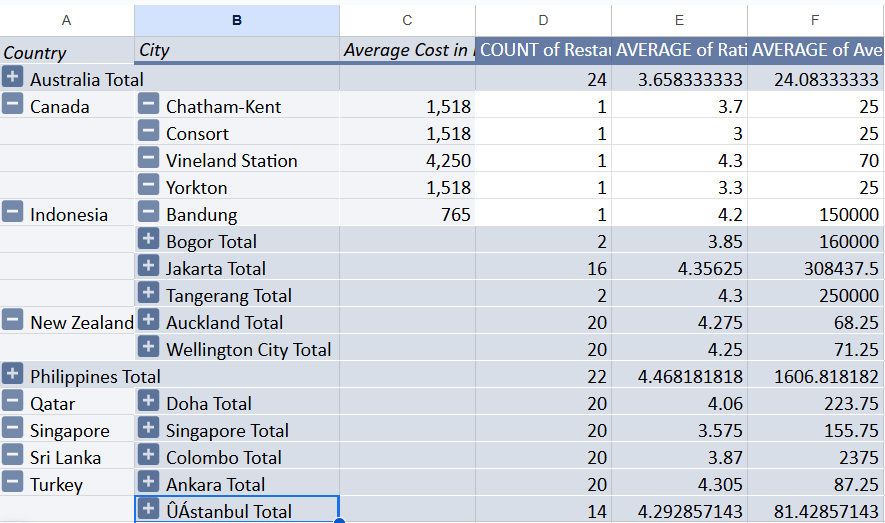 A B C D E F
Country City Average Cost in COUNT of Restau AVERAGE of Rati AVERAGE of Ave
Australia Total 24 3.658333333 24.08333333
Canada Chatham-Kent 1,518 1 3.7 25
Consort 1,518 1 3 25
Vineland Station 4,250 1 4.3 70
Yorkton 1,518 1 3.3 25
Indonesia Bandung 765 1 4.2 150000
Bogor Total 2 3.85 160000
Jakarta Total 16 4.35625 308437.5
Tangerang Total 2 4.3 250000
New Zealand Auckland Total 20 4.275 68.25
Wellington City Total 20 4.25 71.25
Philippines Total 22 4.468181818 1606.818182
Qatar Doha Total 20 4.06 223.75
Singapore Singapore Total 20 3.575 155.75
Sri Lanka Colombo Total 20 3.87 2375
Turkey Ankara Total 20 4.305 87.25
ÛÁstanbul Total 14 4.292857143 81.42857143